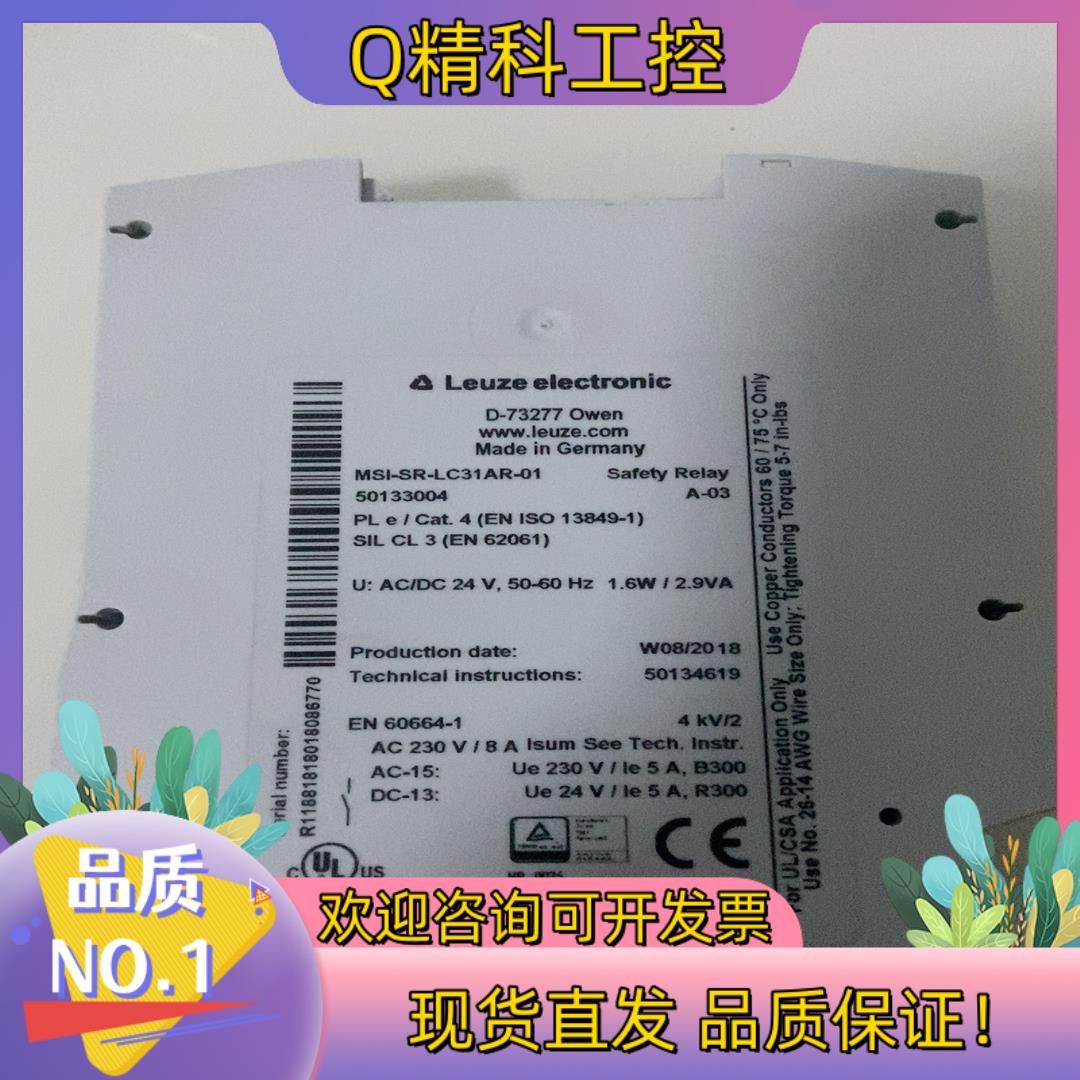 Q精科工控
Leuze electronic
D-73277 Owen
www.leuze.com
Made in Germany
MSI-SR-LC31AR-01 Safety Relay
50133004 A-03
PL e / Cat. 4 (EN ISO 13849-1)
SIL CL 3 (EN 62061)
U: AC/DC 24 V, 50-60 Hz 1.6W / 2.9VA
Production date: W08/2018
Technical instructions: 50134619
EN 60664-1 4 kV/2
AC 230 V / 8 A Isum See Tech. Instr.
AC-15: Ue 230 V / Ie 5 A, B300
DC-13: Ue 24 V / Ie 5 A, R300
C UL US
CE
R11881818018086770
number:
For UL/CSA Application Only Use Copper Conductors 60 / 75 °C Only
Use No. 26-14 AWG Wire Size Only; Tightening Torque 5-7 in-lbs
品质
NO.1
欢迎咨询可开发票
现货直发 品质保证!